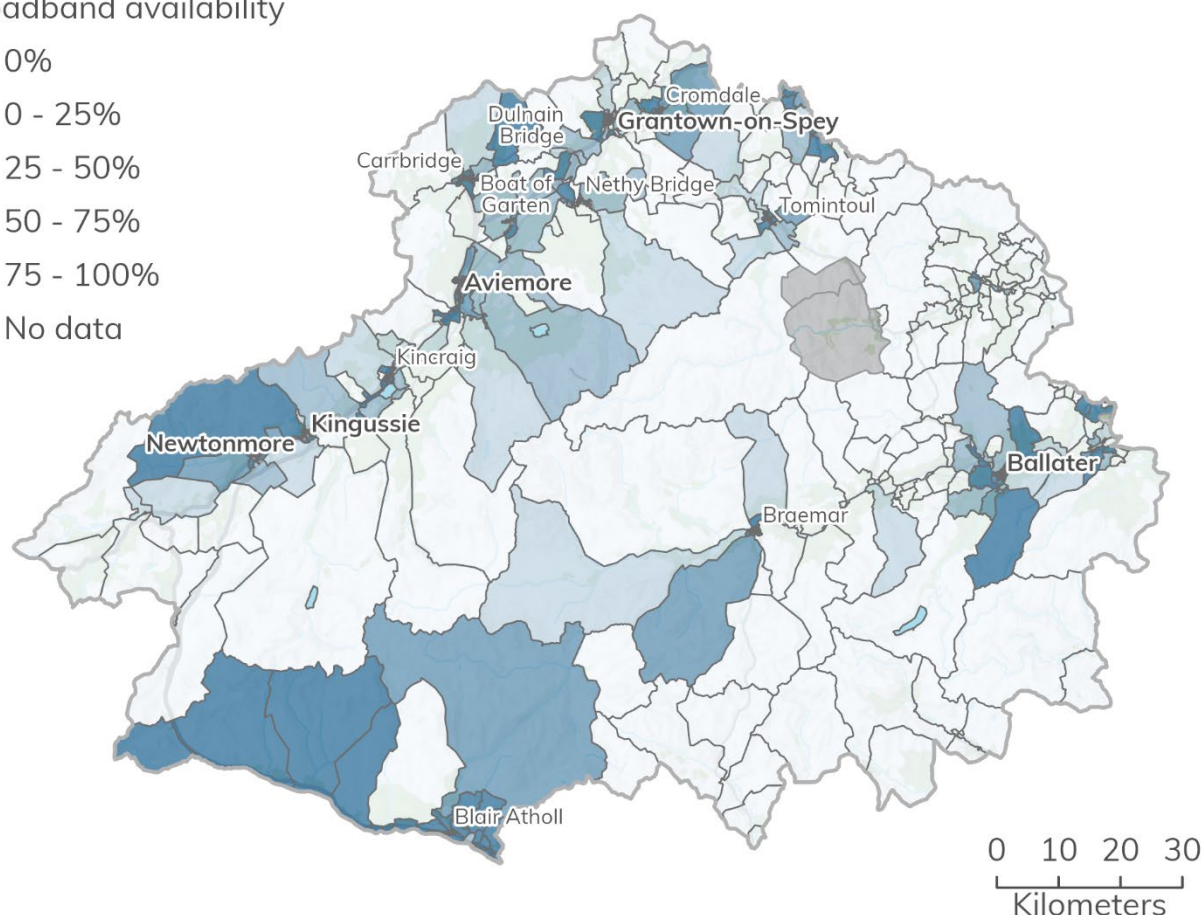 adband availability
0%
0 - 25%
25 - 50%
50 - 75%
75 - 100%
No data
Cromdale
Dulnain
Bridge
Grantown-on-Spey
Carrbridge
Boat of
Garten
Nethy Bridge
Tomintoul
Aviemore
Kincraig
Kingussie
Newtonmore
Ballater
Braemar
Blair Atholl
0 10 20 30
Kilometers